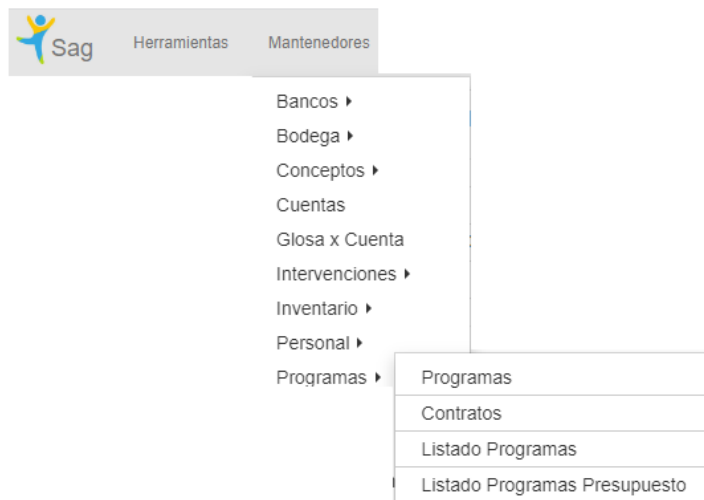 Sag Herramientas Mantenedores
Bancos
Bodega
Conceptos
Cuentas
Glosa x Cuenta
Intervenciones
Inventario
Personal
Programas Programas
Contratos
Listado Programas
Listado Programas Presupuesto